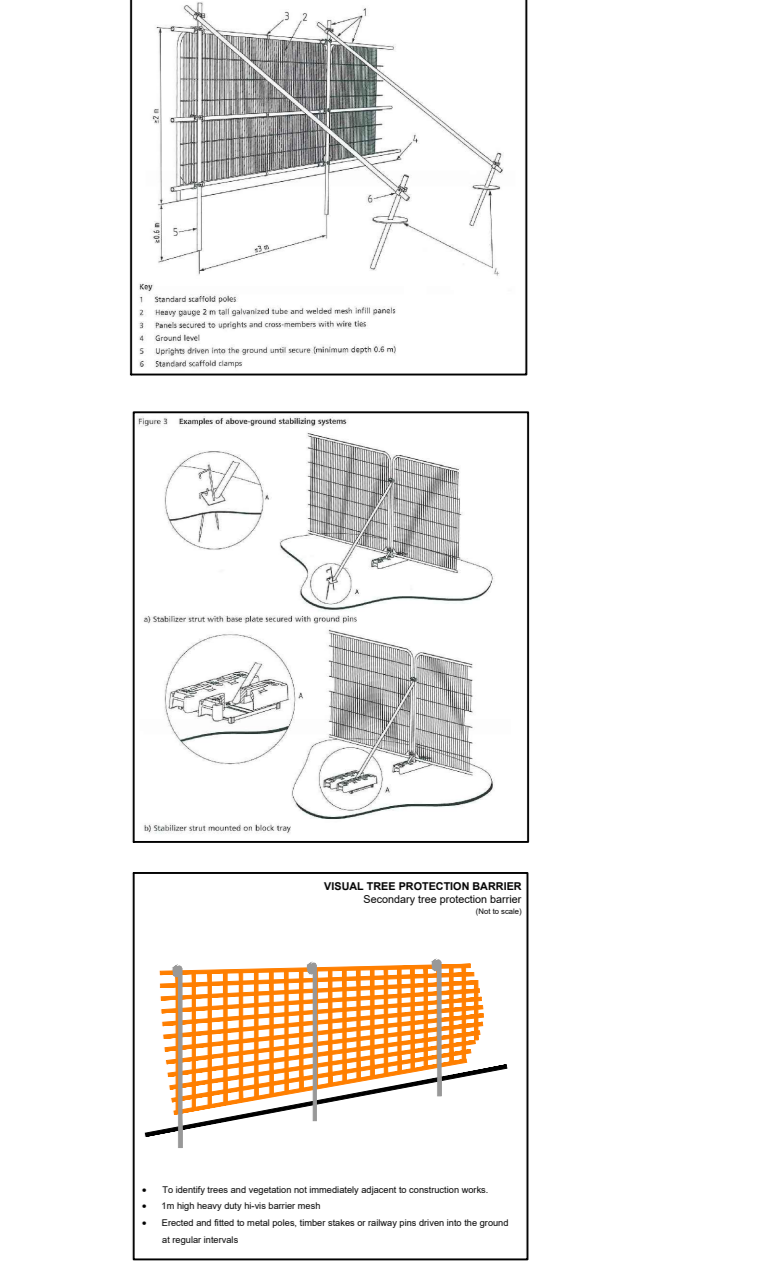 3
2
1
≥2 m
4
6
5
≥0.6 m
≤3 m
4
Key
1 Standard scaffold poles
2 Heavy gauge 2 m tall galvanized tube and welded mesh infill panels
3 Panels secured to uprights and cross-members with wire ties
4 Ground level
5 Uprights driven into the ground until secure (minimum depth 0.6 m)
6 Standard scaffold clamps
Figure 3 Examples of above-ground stabilizing systems
A
A
a) Stabilizer strut with base plate secured with ground pins
A
A
b) Stabilizer strut mounted on block tray
VISUAL TREE PROTECTION BARRIER
Secondary tree protection barrier
(Not to scale)
• To identify trees and vegetation not immediately adjacent to construction works.
• 1m high heavy duty hi-vis barrier mesh
• Erected and fitted to metal poles, timber stakes or railway pins driven into the ground
at regular intervals